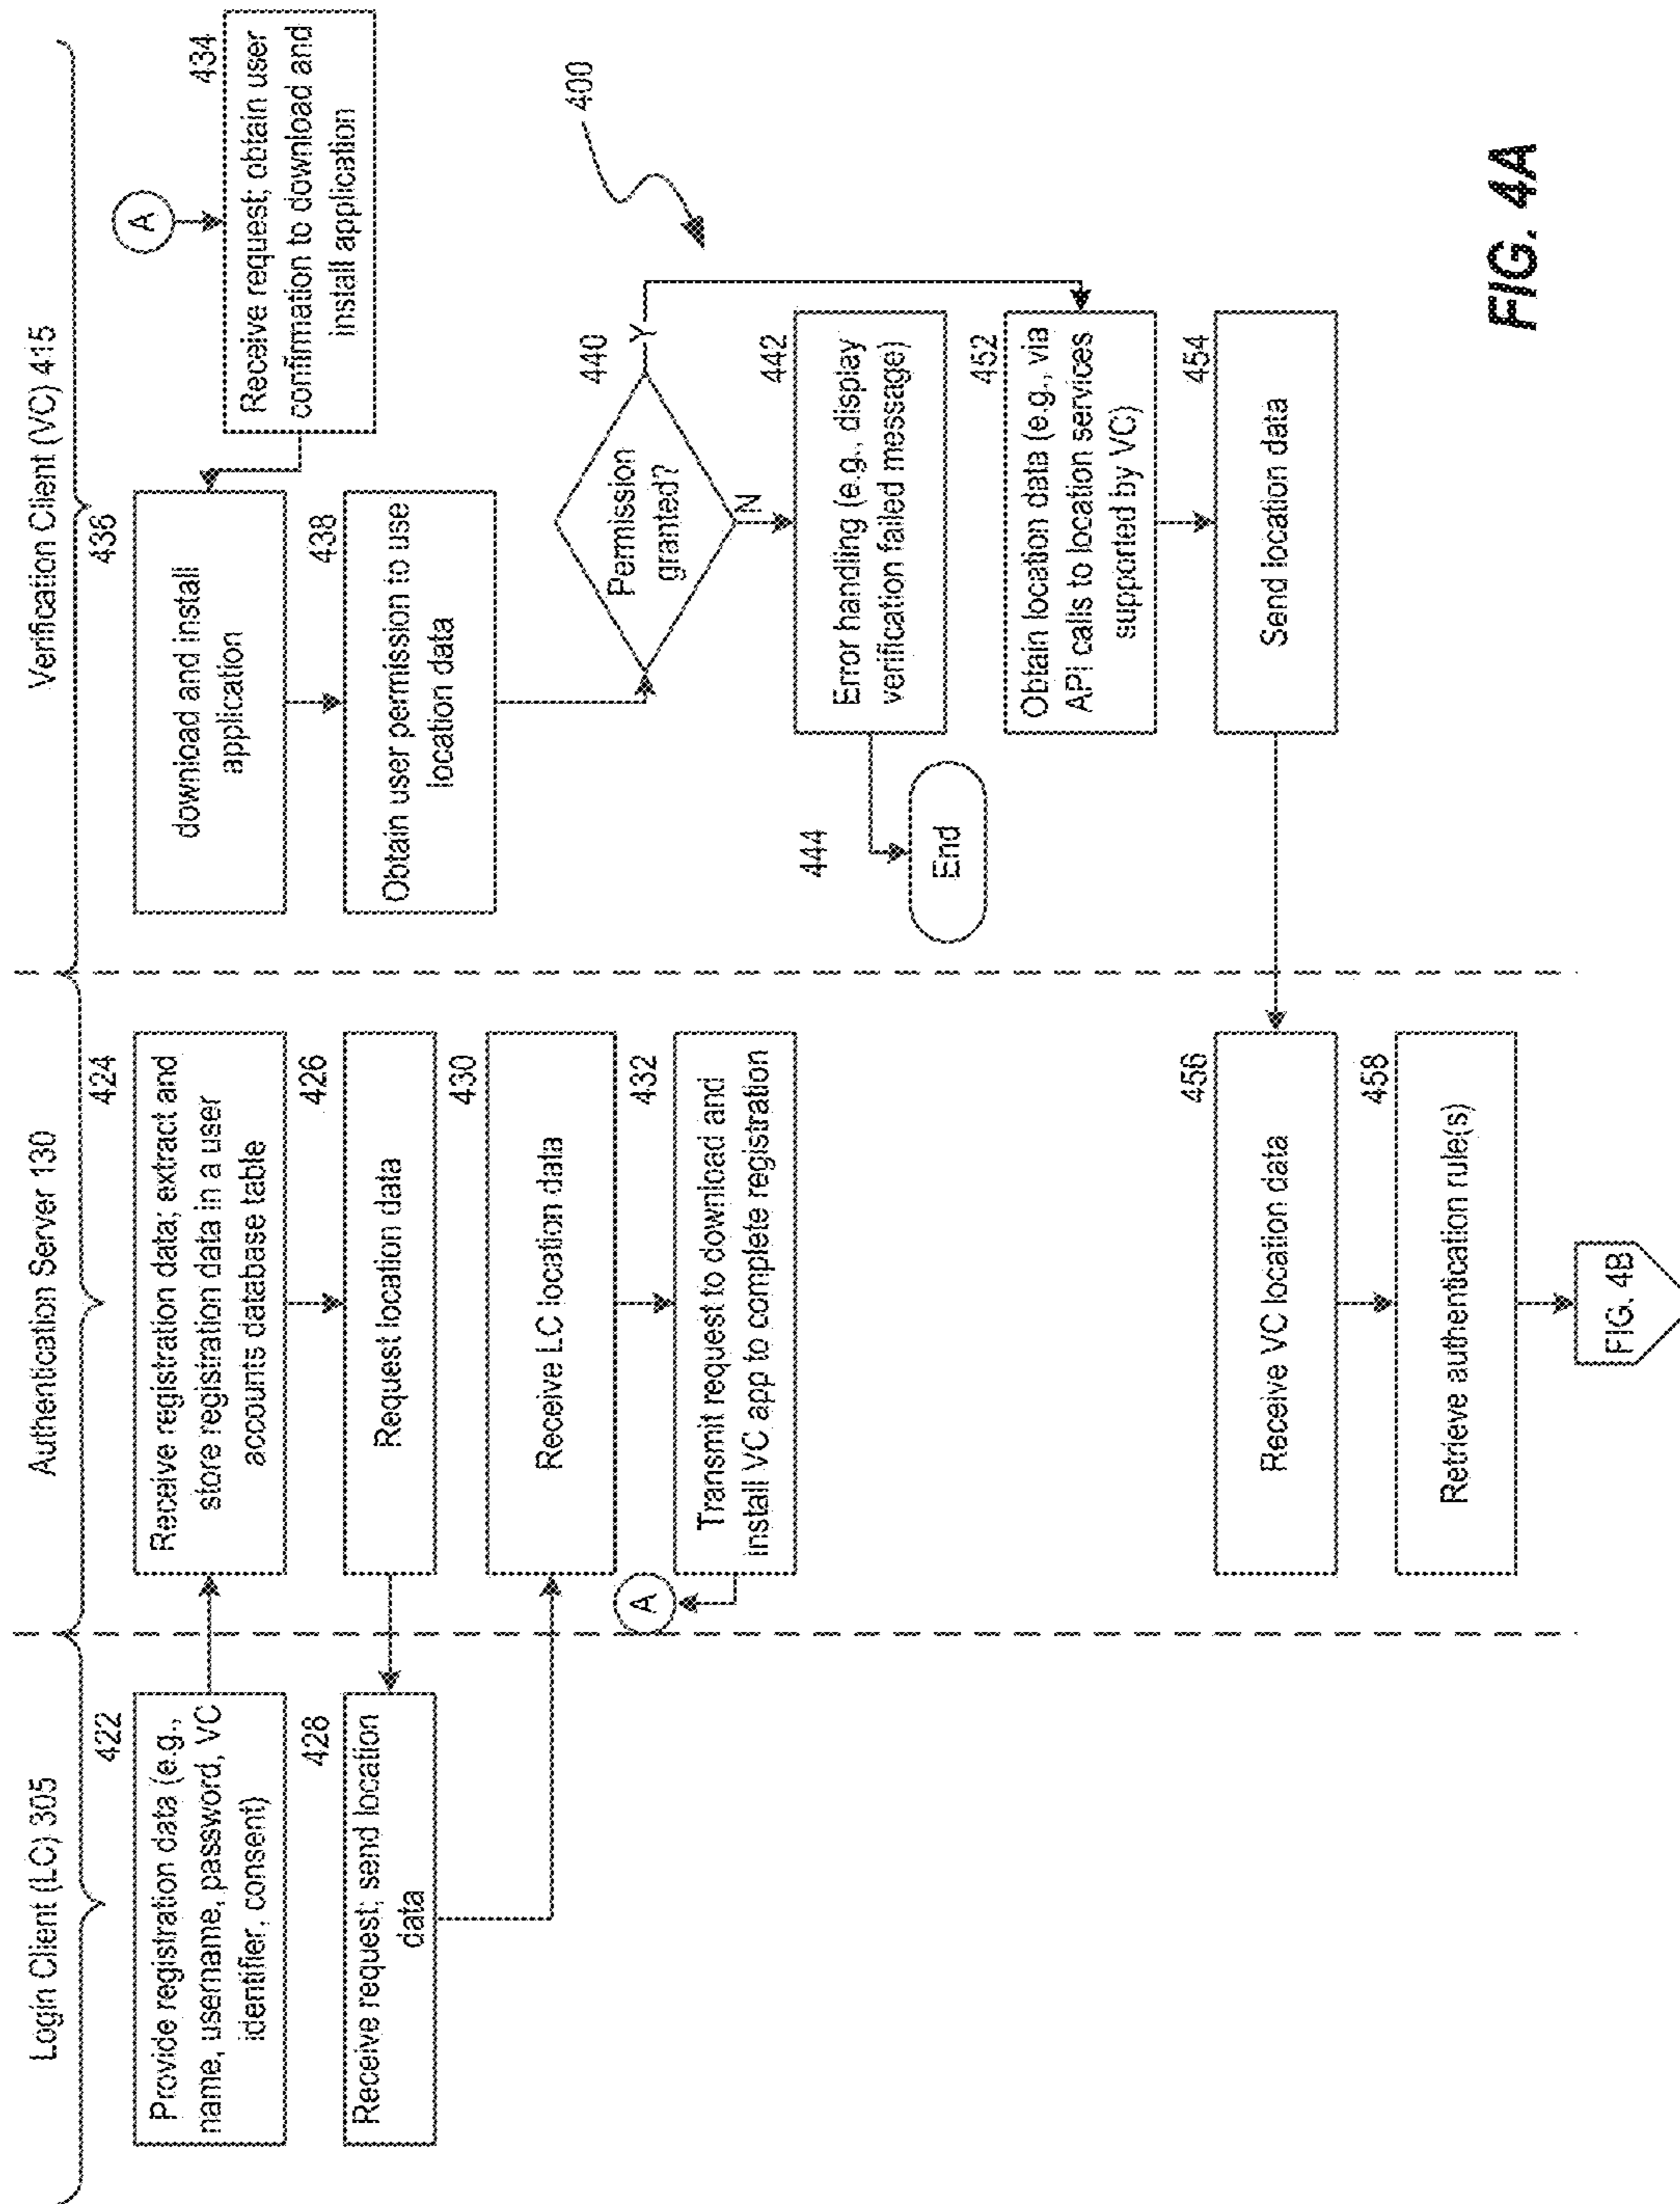 Login Client (LC) 305
Authentication Server 130
Verification Client (VC) 415
422
Provide registration data (e.g.,
name, username, password, VC
identifier, consent)
424
Receive registration data; extract and
store registration data in a user
accounts database table
426
Request location data
428
Receive request; send location
data
430
Receive LC location data
432
Transmit request to download and
install VC app to complete registration
A
A
434
Receive request; obtain user
confirmation to download and
install application
436
download and install
application
438
Obtain user permission to use
location data
440
Permission
granted?
Y
N
400
442
Error handling (e.g., display
verification failed message)
444
End
452
Obtain location data (e.g., via
API calls to location services
supported by VC)
454
Send location data
456
Receive VC location data
458
Retrieve authentication rule(s)
FIG. 4B
FIG. 4A